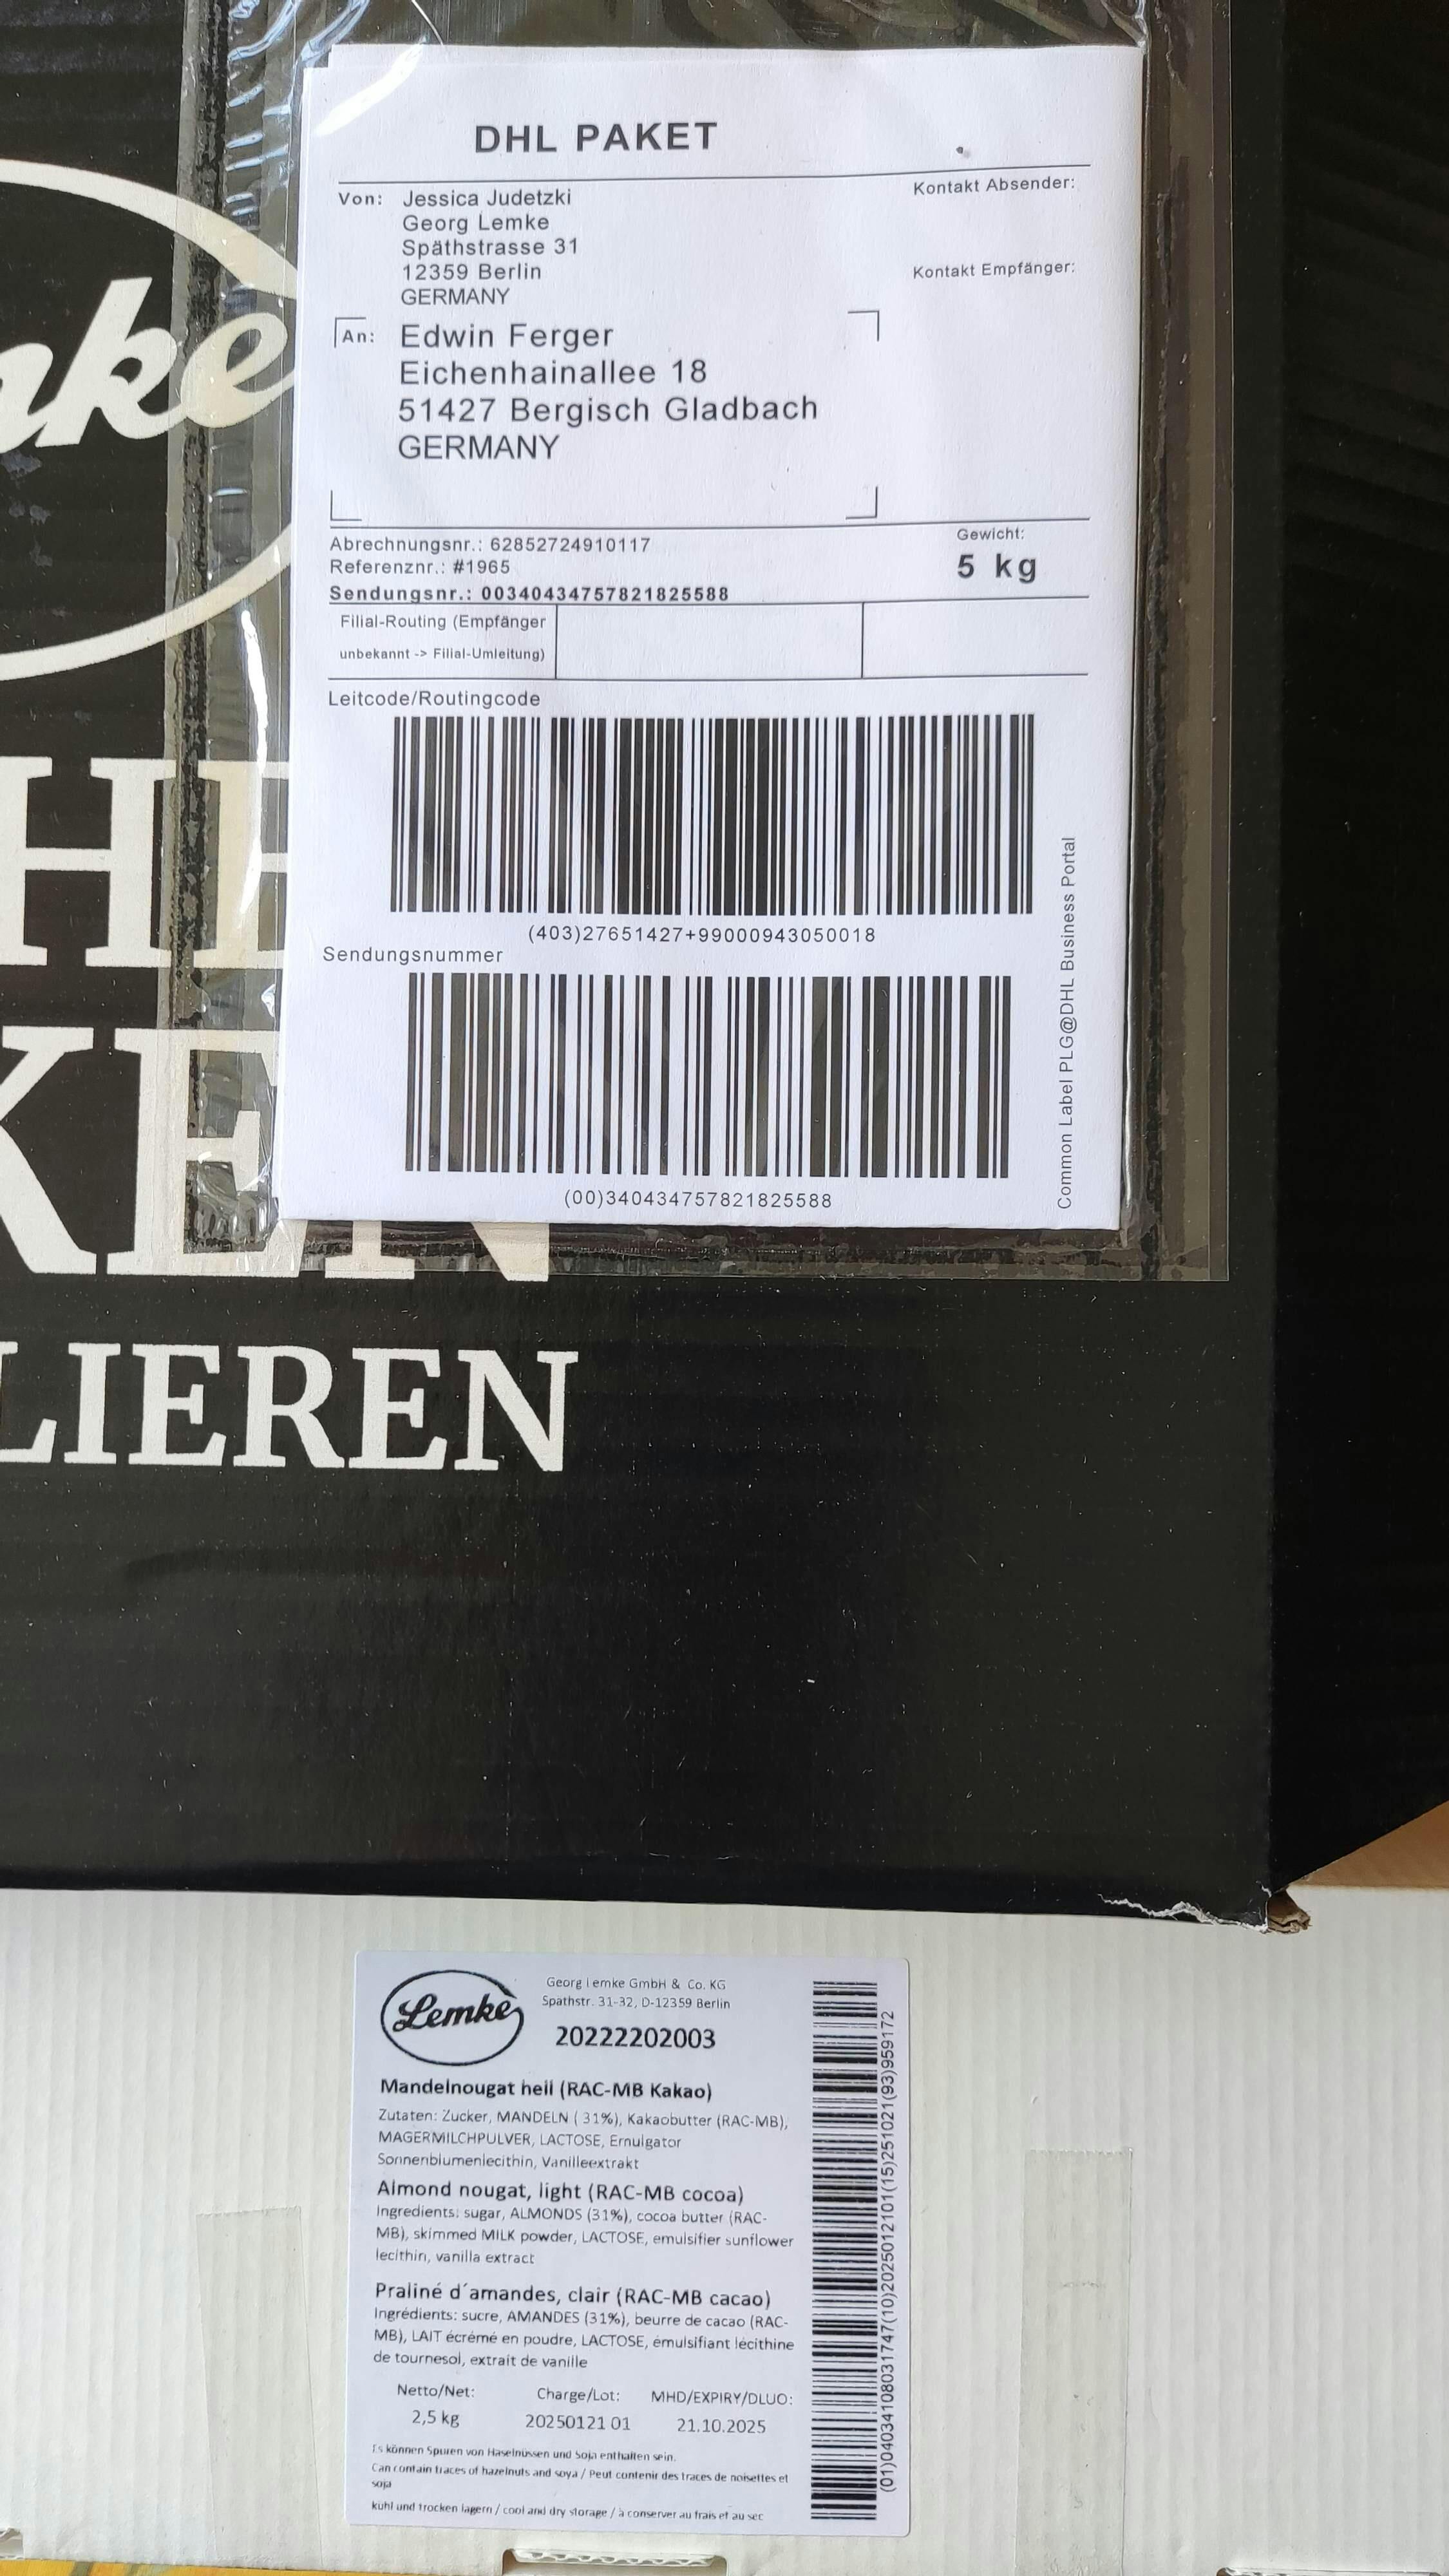 DHL PAKET
Von: Jessica Judetzki
Georg Lemke
Späthstrasse 31
12359 Berlin
GERMANY
Kontakt Absender:
Kontakt Empfänger:
An: Edwin Ferger
Eichenhainallee 18
51427 Bergisch Gladbach
GERMANY
Abrechnungsnr.: 62852724910117
Referenznr.: #1965
Sendungsnr.: 00340434757821825588
Gewicht:
5 kg
Filial-Routing (Empfänger
unbekannt -> Filial-Umleitung)
Leitcode/Routingcode
(403)27651427+99000943050018
Sendungsnummer
(00)340434757821825588
Common Label PLG@DHL Business Portal
mke
HE
KEN
LIEREN
Lemke
Georg Lemke GmbH & Co. KG
Spathstr. 31-32, D-12359 Berlin
20222202003
Mandelnougat hell (RAC-MB Kakao)
Zutaten: Zucker, MANDELN ( 31%), Kakaobutter (RAC-MB),
MAGERMILCHPULVER, LACTOSE, Emulgator
Sonnenblumenlecithin, Vanilleextrakt
Almond nougat, light (RAC-MB cocoa)
Ingredients: sugar, ALMONDS (31%), cocoa butter (RAC-
MB), skimmed MILK powder, LACTOSE, emulsifier sunflower
lecithin, vanilla extract
Praliné d´amandes, clair (RAC-MB cacao)
Ingrédients: sucre, AMANDES (31%), beurre de cacao (RAC-
MB), LAIT écrémé en poudre, LACTOSE, émulsifiant lécithine
de tournesol, extrait de vanille
Netto/Net: Charge/Lot: MHD/EXPIRY/DLUO:
2,5 kg 20250121 01 21.10.2025
Es können Spuren von Haselnüssen und Soja enthalten sein.
Can contain traces of hazelnuts and soya / Peut contenir des traces de noisettes et
soja
kühl und trocken lagern / cool and dry storage / à conserver au frais et au sec
(01)04034108031747(10)2025012101(15)251021(93)959172